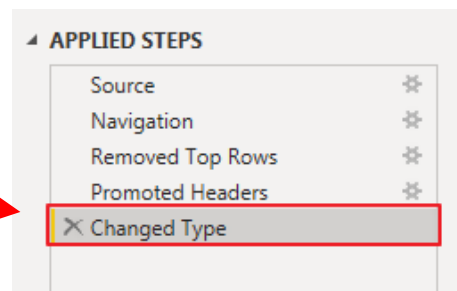 APPLIED STEPS
Source
Navigation
Removed Top Rows
Promoted Headers
Changed Type